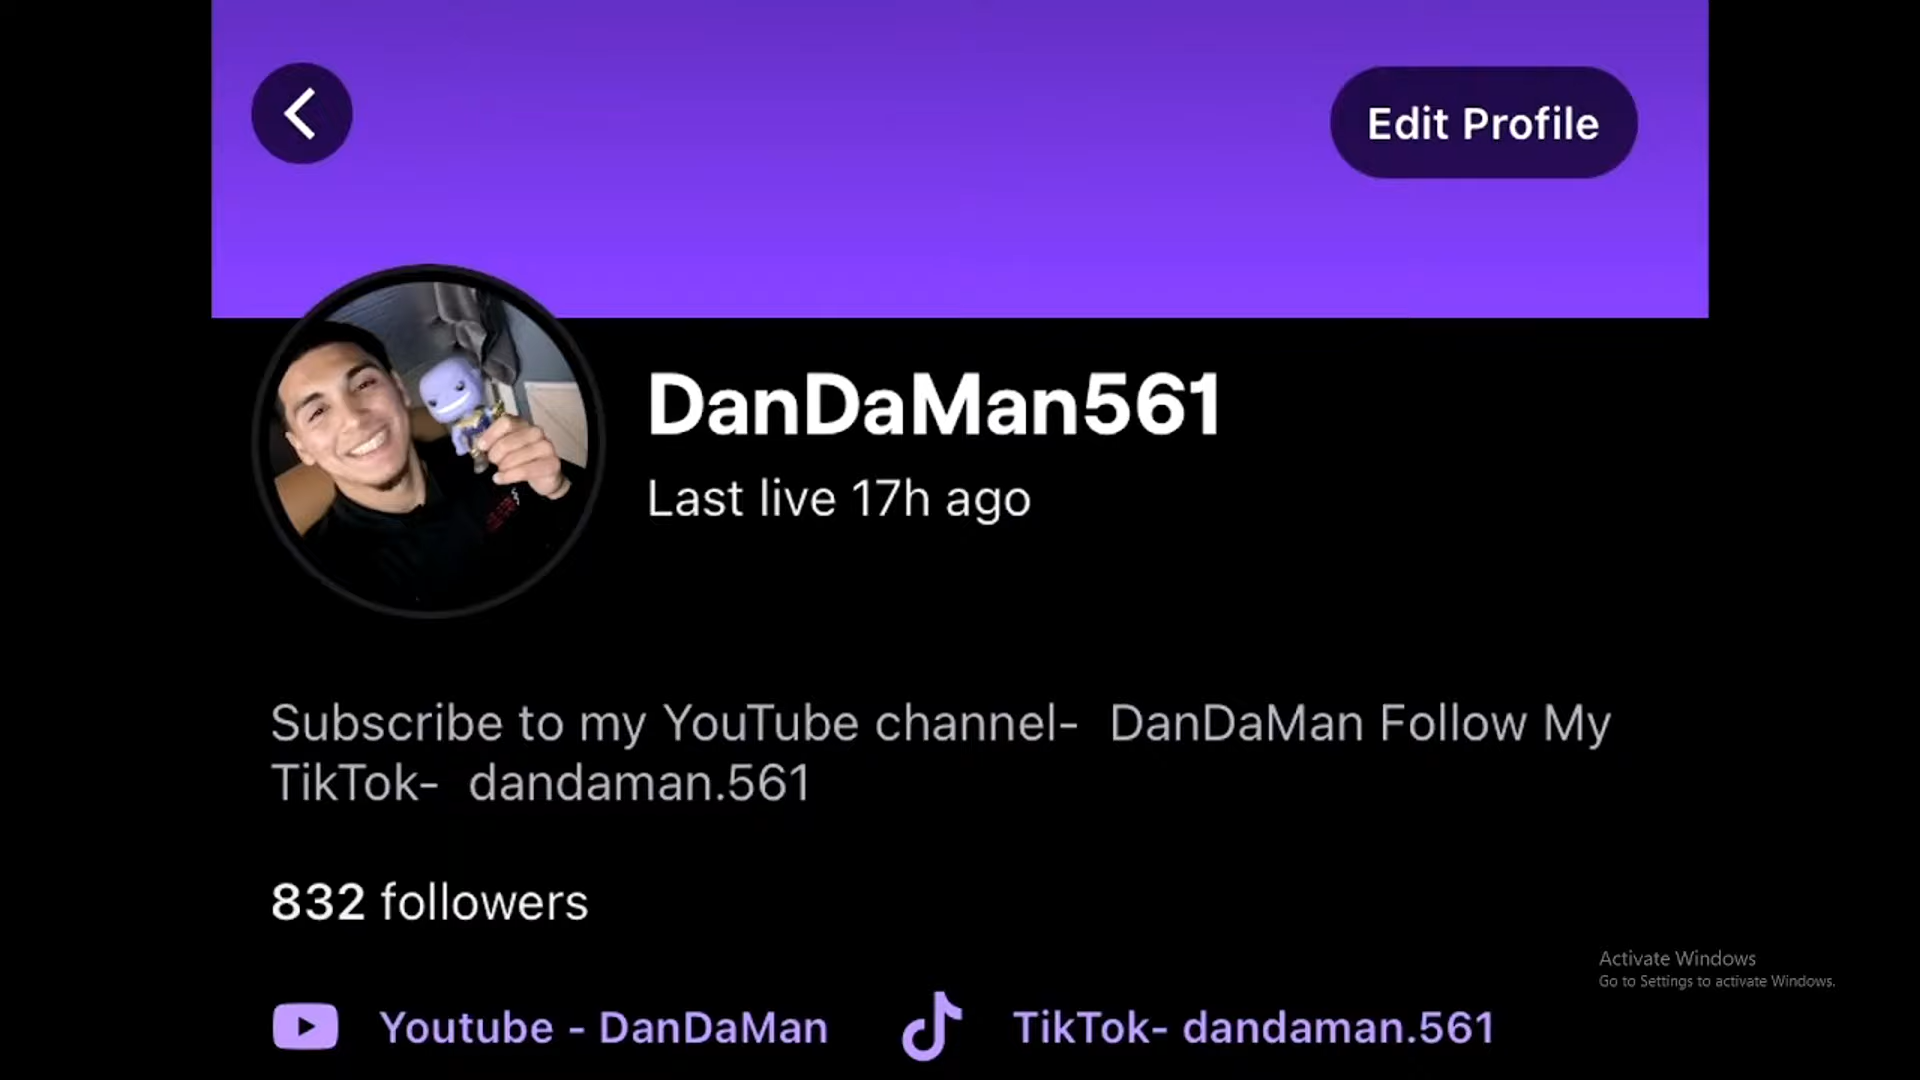 Edit Profile
DanDaMan561
Last live 17h ago
Subscribe to my YouTube channel- DanDaMan Follow My
TikTok- dandaman.561
832 followers
Activate Windows
Go to Settings to activate Windows.
Youtube - DanDaMan
TikTok- dandaman.561